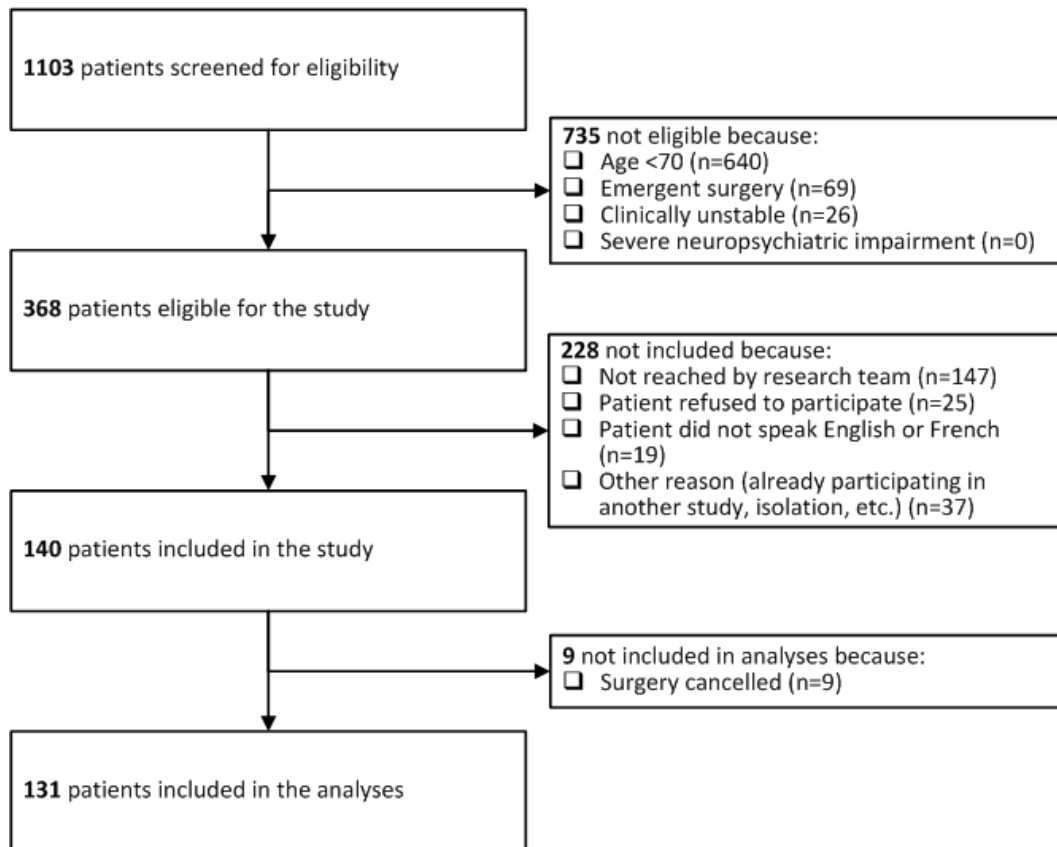 1103 patients screened for eligibility
735 not eligible because:
❑ Age <70 (n=640)
❑ Emergent surgery (n=69)
❑ Clinically unstable (n=26)
❑ Severe neuropsychiatric impairment (n=0)
368 patients eligible for the study
228 not included because:
❑ Not reached by research team (n=147)
❑ Patient refused to participate (n=25)
❑ Patient did not speak English or French
(n=19)
❑ Other reason (already participating in
another study, isolation, etc.) (n=37)
140 patients included in the study
9 not included in analyses because:
❑ Surgery cancelled (n=9)
131 patients included in the analyses